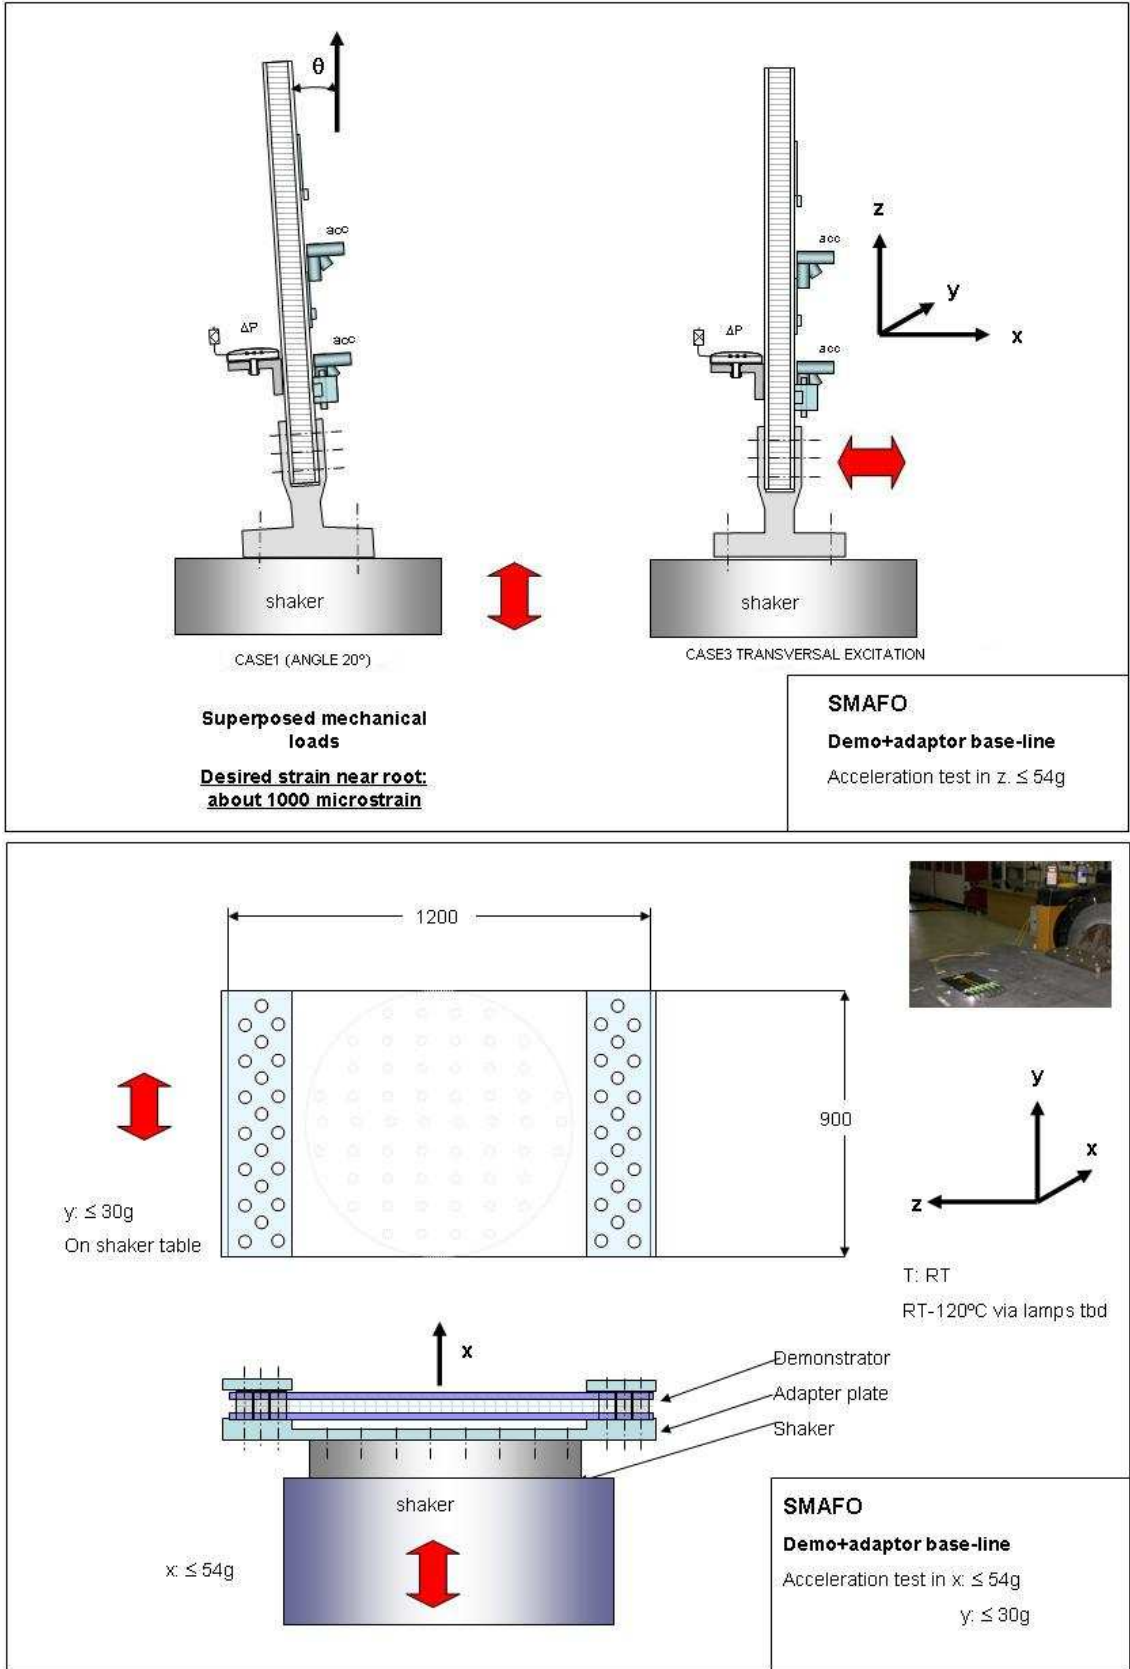 θ
acc
ΔP
acc
shaker
CASE1 (ANGLE 20º)
Superposed mechanical
loads
Desired strain near root:
about 1000 microstrain
acc
ΔP
acc
shaker
CASE3 TRANSVERSAL EXCITATION
z
y
x
SMAFO
Demo+adaptor base-line
Acceleration test in z. ≤ 54g
1200
900
y: ≤ 30g
On shaker table
y
x
z
T: RT
RT-120ºC via lamps tbd
x
Demonstrator
Adapter plate
Shaker
shaker
x: ≤ 54g
SMAFO
Demo+adaptor base-line
Acceleration test in x: ≤ 54g
y: ≤ 30g